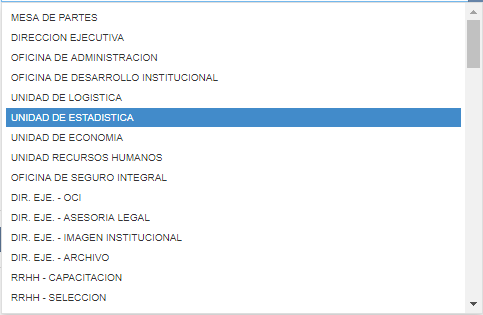 MESA DE PARTES
DIRECCION EJECUTIVA
OFICINA DE ADMINISTRACION
OFICINA DE DESARROLLO INSTITUCIONAL
UNIDAD DE LOGISTICA
UNIDAD DE ESTADISTICA
UNIDAD DE ECONOMIA
UNIDAD RECURSOS HUMANOS
OFICINA DE SEGURO INTEGRAL
DIR. EJE. - OCI
DIR. EJE. - ASESORIA LEGAL
DIR. EJE. - IMAGEN INSTITUCIONAL
DIR. EJE. - ARCHIVO
RRHH - CAPACITACION
RRHH - SELECCION